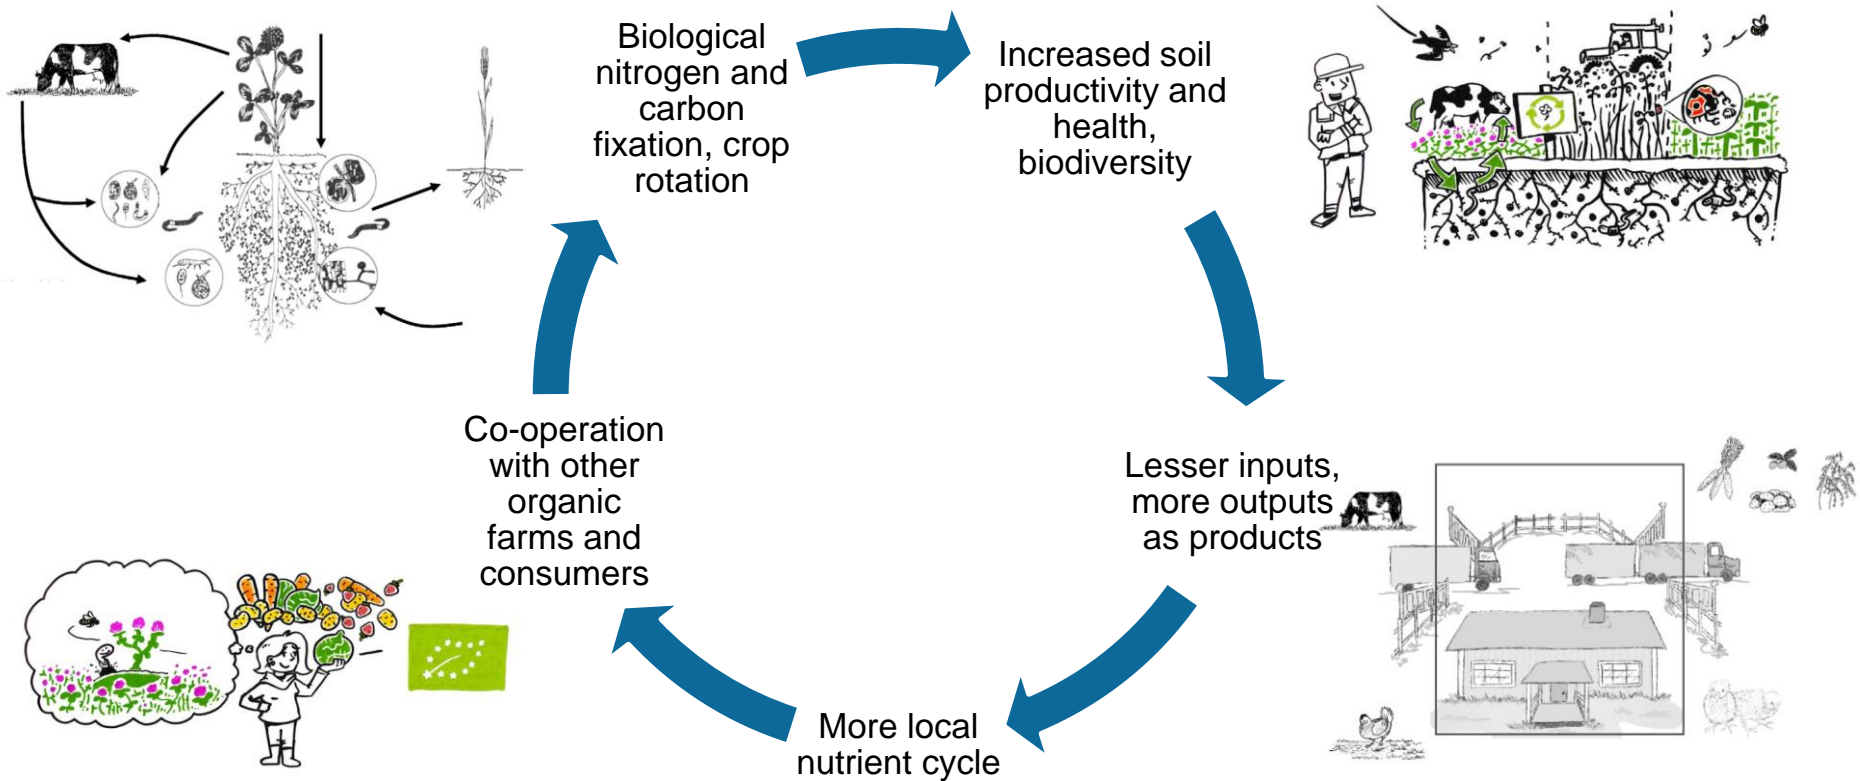 Biological
nitrogen and
carbon
fixation, crop
rotation
Increased soil
productivity and
health,
biodiversity
Lesser inputs,
more outputs
as products
More local
nutrient cycle
Co-operation
with other
organic
farms and
consumers